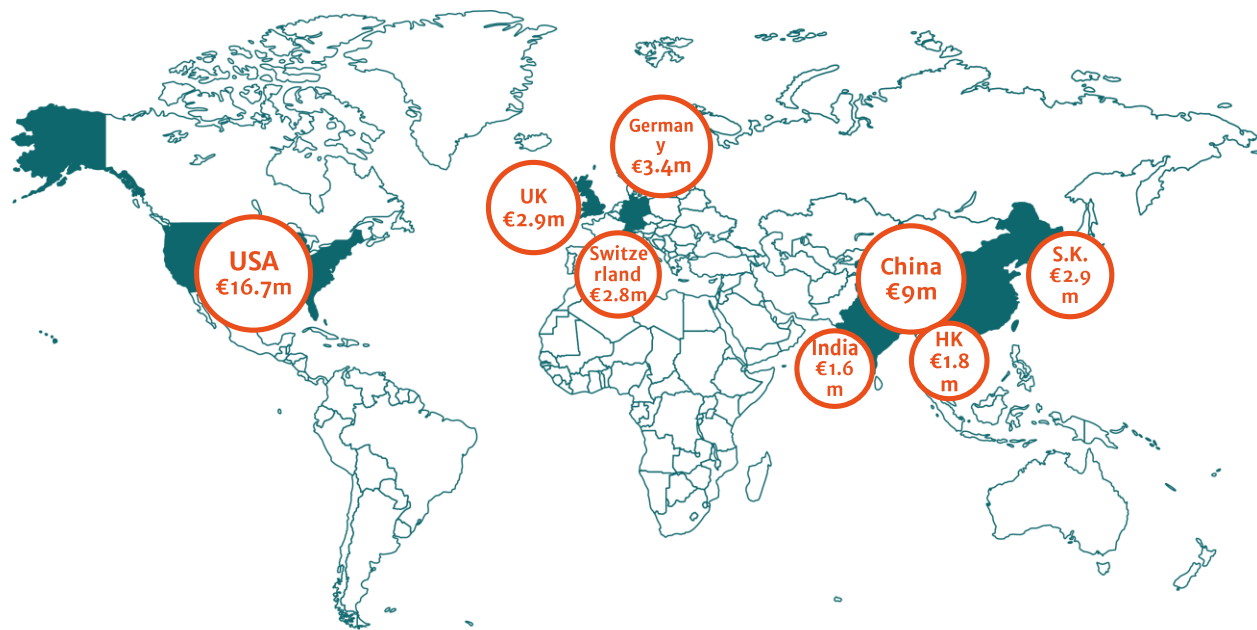 German
y
€3.4m
UK
€2.9m
USA
€16.7m
Switze
rland
€2.8m
China
€9m
S.K.
€2.9
m
India
€1.6
m
HK
€1.8
m